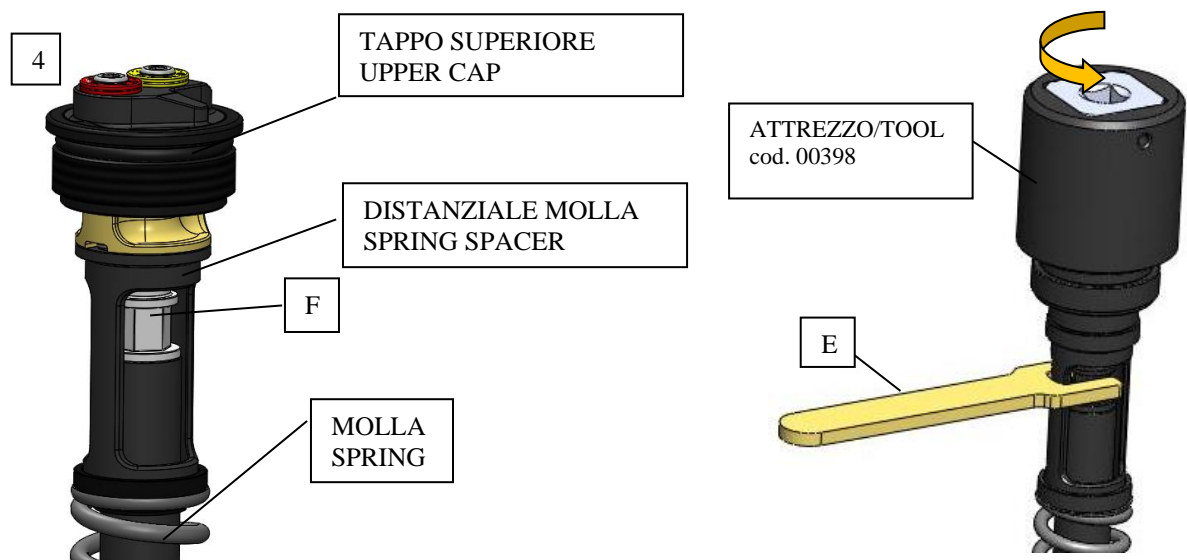 4
TAPPO SUPERIORE
UPPER CAP
DISTANZIALE MOLLA
SPRING SPACER
F
MOLLA
SPRING
ATTREZZO/TOOL
cod. 00398
E